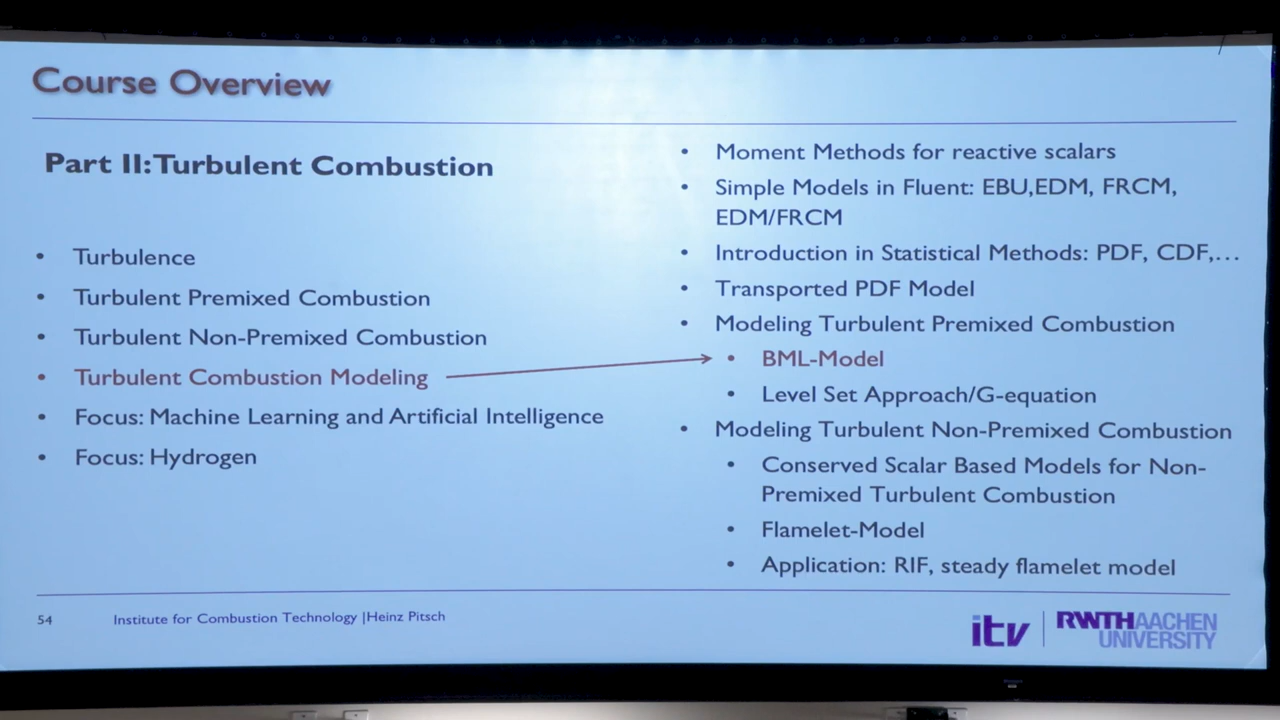 Course Overview
Part II: Turbulent Combustion
• Turbulence
• Turbulent Premixed Combustion
• Turbulent Non-Premixed Combustion
• Turbulent Combustion Modeling
• Focus: Machine Learning and Artificial Intelligence
• Focus: Hydrogen
• Moment Methods for reactive scalars
• Simple Models in Fluent: EBU,EDM, FRCM,
EDM/FRCM
• Introduction in Statistical Methods: PDF, CDF,…
• Transported PDF Model
• Modeling Turbulent Premixed Combustion
• BML-Model
• Level Set Approach/G-equation
• Modeling Turbulent Non-Premixed Combustion
• Conserved Scalar Based Models for Non-
Premixed Turbulent Combustion
• Flamelet-Model
• Application: RIF, steady flamelet model
54 Institute for Combustion Technology |Heinz Pitsch
itv
RWTHAACHEN
UNIVERSITY